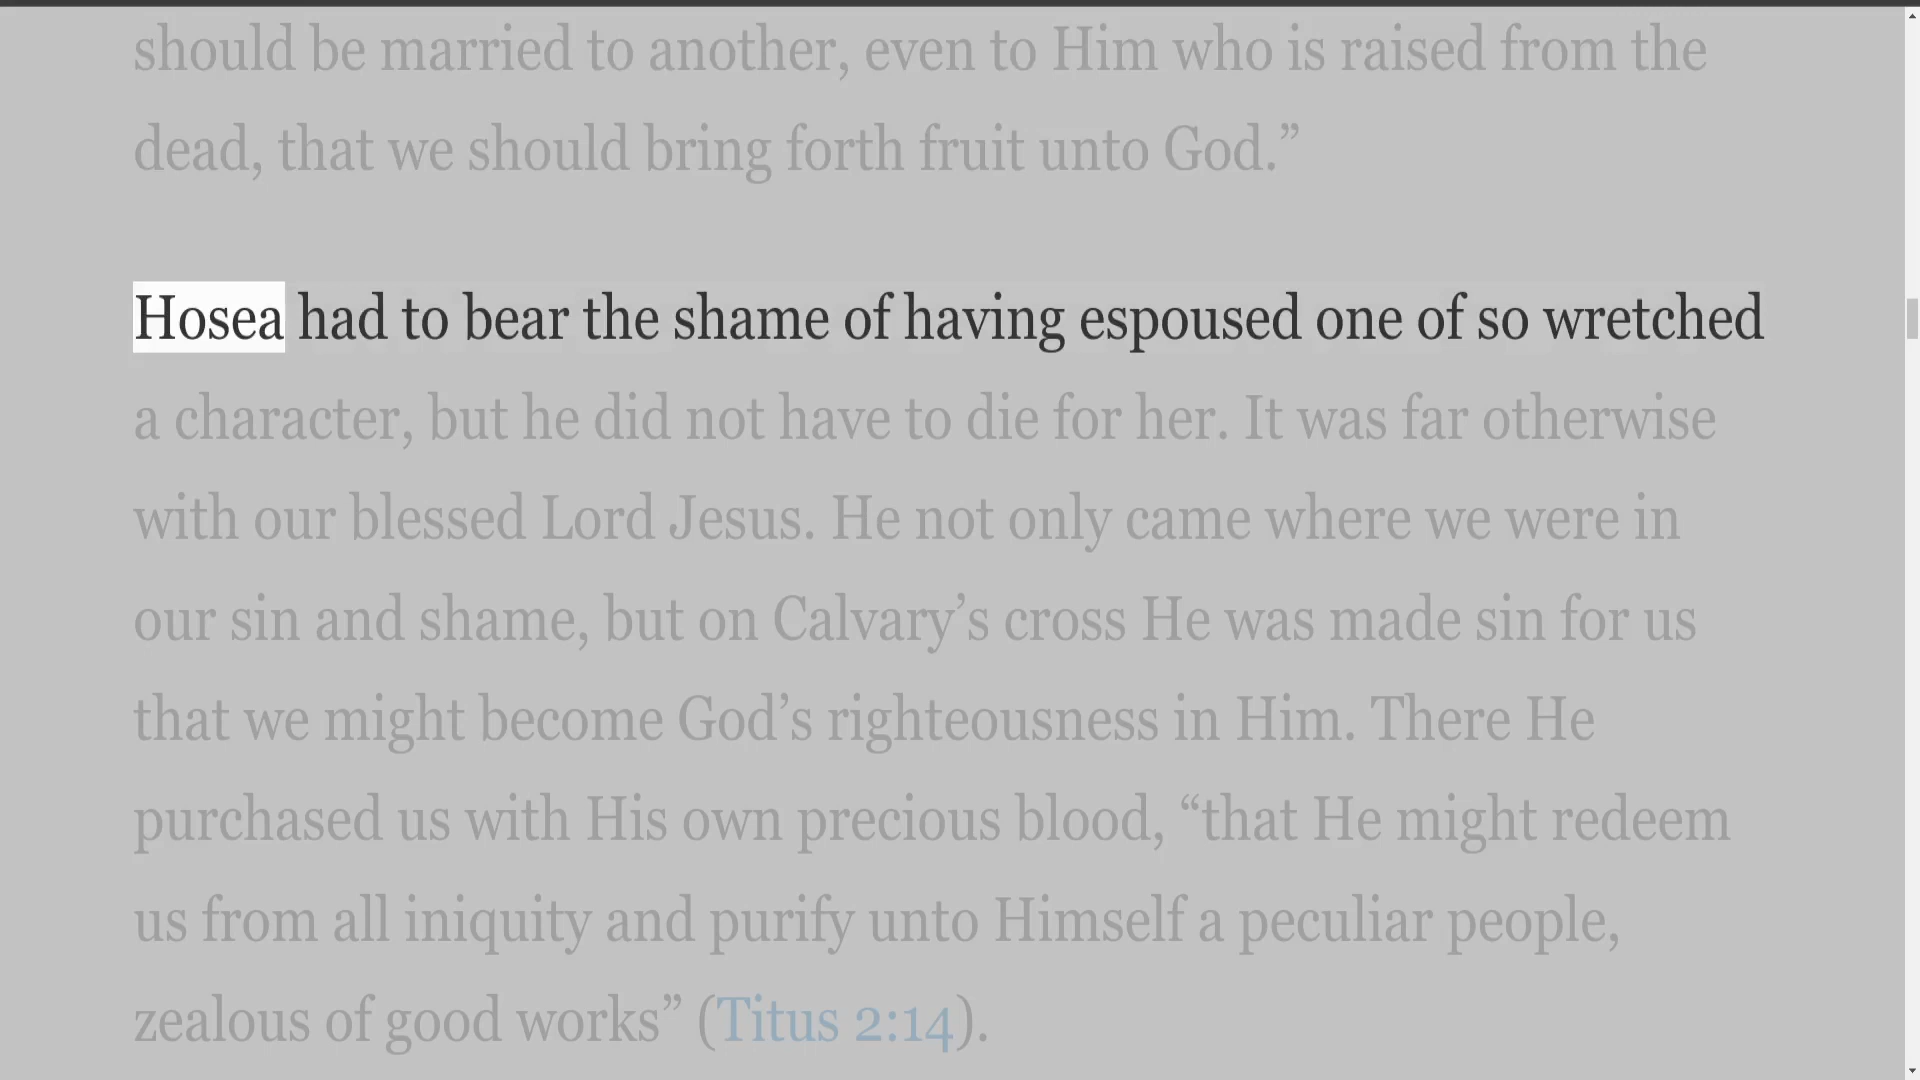 should be married to another, even to Him who is raised from the
dead, that we should bring forth fruit unto God.”
Hosea had to bear the shame of having espoused one of so wretched
a character, but he did not have to die for her. It was far otherwise
with our blessed Lord Jesus. He not only came where we were in
our sin and shame, but on Calvary’s cross He was made sin for us
that we might become God’s righteousness in Him. There He
purchased us with His own precious blood, “that He might redeem
us from all iniquity and purify unto Himself a peculiar people,
zealous of good works” (Titus 2:14).